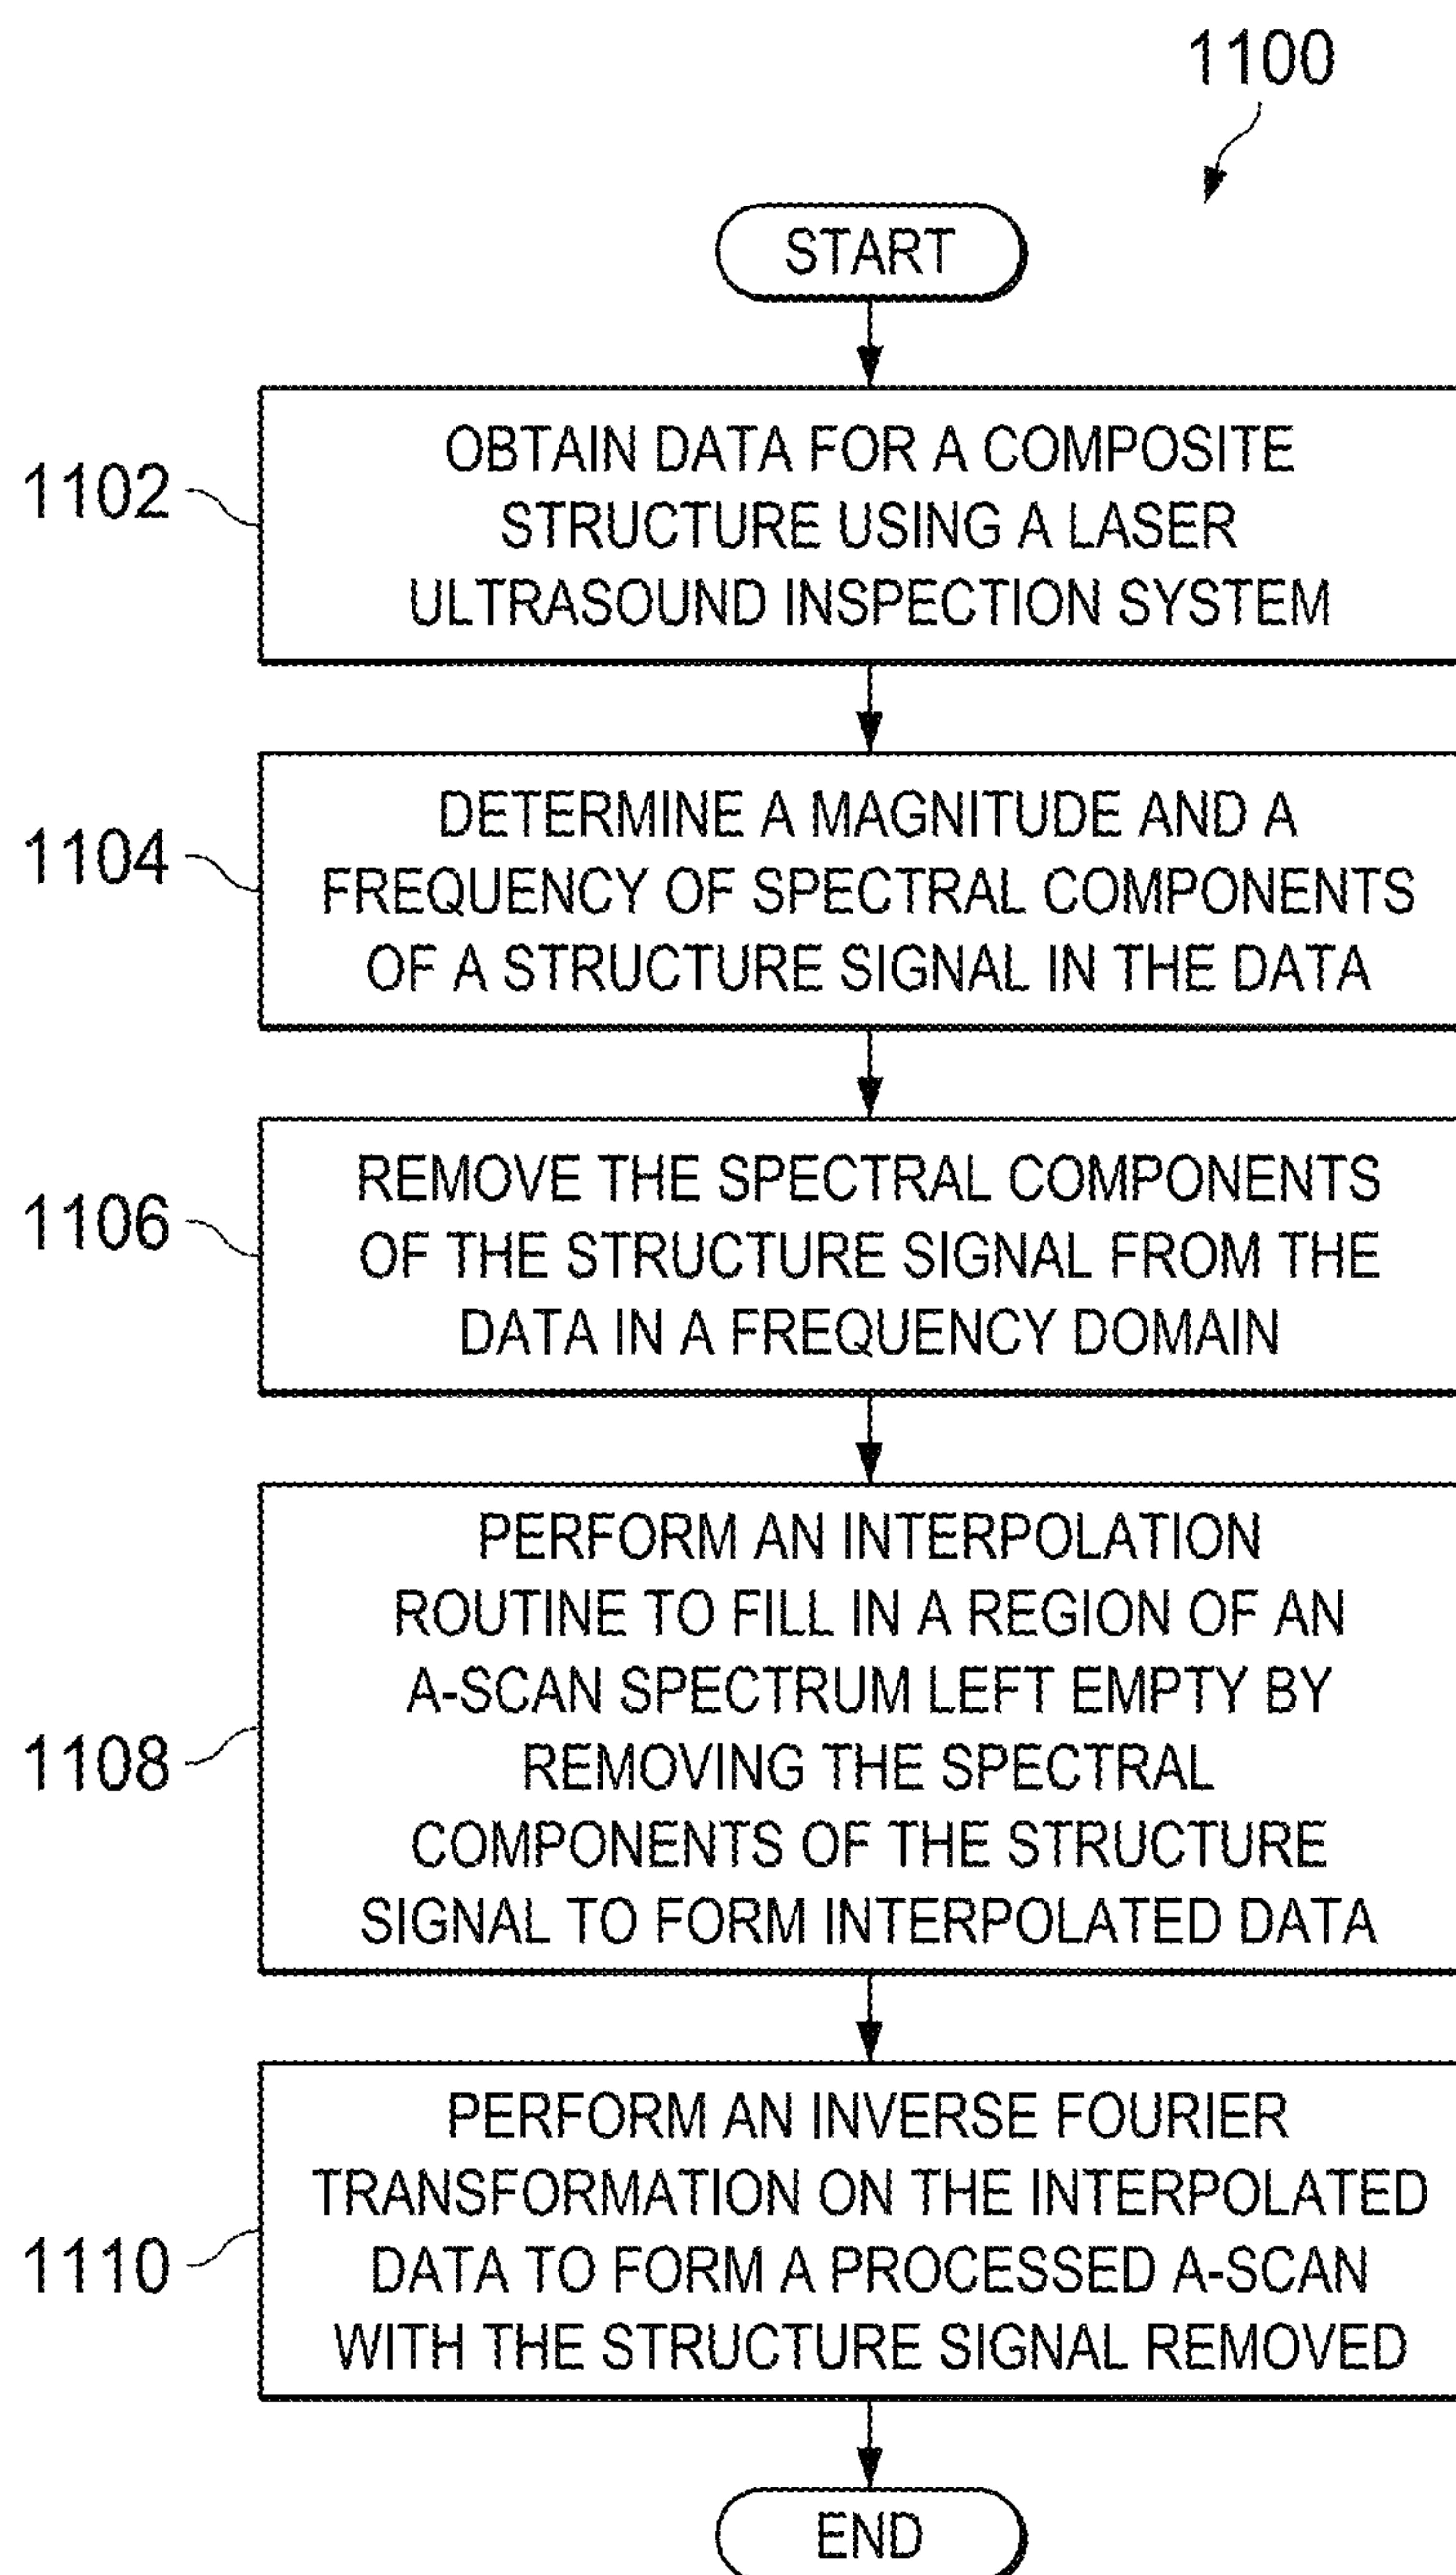 1100
START
1102
OBTAIN DATA FOR A COMPOSITE
STRUCTURE USING A LASER
ULTRASOUND INSPECTION SYSTEM
1104
DETERMINE A MAGNITUDE AND A
FREQUENCY OF SPECTRAL COMPONENTS
OF A STRUCTURE SIGNAL IN THE DATA
1106
REMOVE THE SPECTRAL COMPONENTS
OF THE STRUCTURE SIGNAL FROM THE
DATA IN A FREQUENCY DOMAIN
1108
PERFORM AN INTERPOLATION
ROUTINE TO FILL IN A REGION OF AN
A-SCAN SPECTRUM LEFT EMPTY BY
REMOVING THE SPECTRAL
COMPONENTS OF THE STRUCTURE
SIGNAL TO FORM INTERPOLATED DATA
1110
PERFORM AN INVERSE FOURIER
TRANSFORMATION ON THE INTERPOLATED
DATA TO FORM A PROCESSED A-SCAN
WITH THE STRUCTURE SIGNAL REMOVED
END